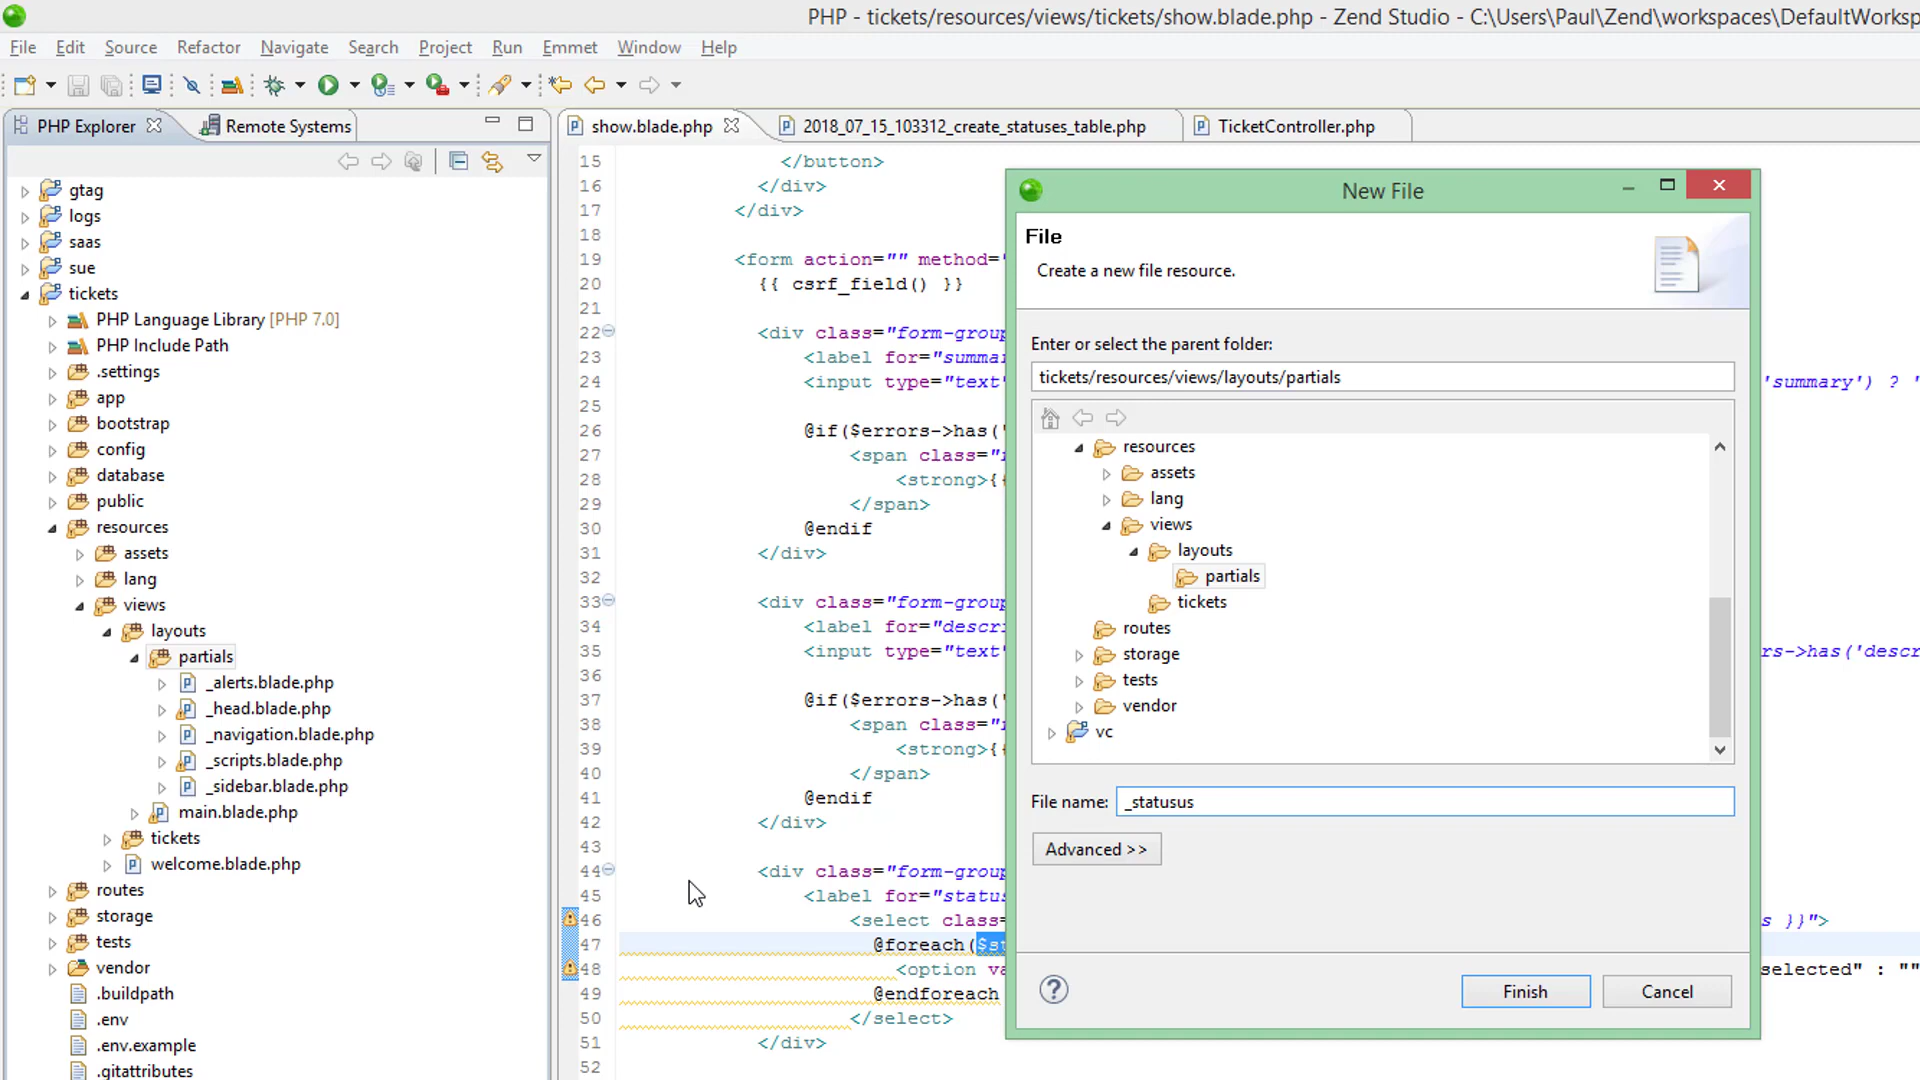 PHP - tickets/resources/views/tickets/show.blade.php - Zend Studio - C:\Users\Paul\Zend\workspaces\DefaultWorksp
File Edit Source Refactor Navigate Search Project Run Emmet Window Help
PHP Explorer Remote Systems
show.blade.php 2018_07_15_103312_create_statuses_table.php TicketController.php
gtag
logs
saas
sue
tickets
PHP Language Library [PHP 7.0]
PHP Include Path
.settings
app
bootstrap
config
database
public
resources
assets
lang
views
layouts
partials
_alerts.blade.php
_head.blade.php
_navigation.blade.php
_scripts.blade.php
_sidebar.blade.php
main.blade.php
tickets
welcome.blade.php
routes
storage
tests
vendor
.buildpath
.env
.env.example
.gitattributes
15 </button>
16 </div>
17 </div>
18
19 <form action="" method="
20 {{ csrf_field() }}
21
22 <div class="form-group
23 <label for="summa
24 <input type="text" 'summary') ? '
25
26 @if($errors->has('
27 <span class="
28 <strong>{{
29 </span>
30 @endif
31 </div>
32
33 <div class="form-group
34 <label for="descri
35 <input type="text" rs->has('descr
36
37 @if($errors->has('
38 <span class="
39 <strong>{{
40 </span>
41 @endif
42 </div>
43
44 <div class="form-group
45 <label for="status
46 <select class= s }}">
47 @foreach($st
48 <option va selected" : ""
49 @endforeach
50 </select>
51 </div>
52
New File
File
Create a new file resource.
Enter or select the parent folder:
tickets/resources/views/layouts/partials
resources
assets
lang
views
layouts
partials
tickets
routes
storage
tests
vendor
vc
File name: _statusus
Advanced >>
? Finish Cancel